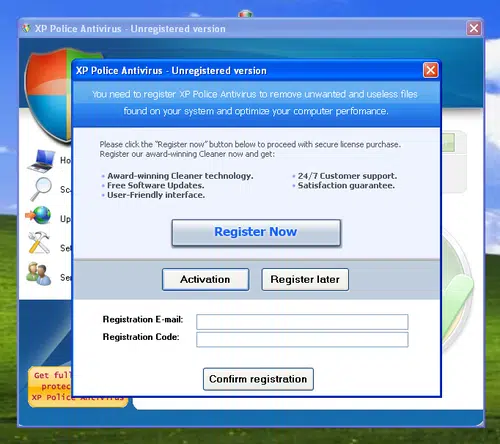 XP Police Antivirus - Unregistered version
XP Police Antivirus - Unregistered version
You need to register XP Police Antivirus to remove unwanted and useless files
found on your system and optimize your computer perfomance.
Please click the "Register now" button below to proceed with secure license purchase.
Register our award-winning Cleaner now and get:
• Award-winning Cleaner technology.
• 24/7 Customer support.
• Free Software Updates.
• Satisfaction guarantee.
• User-Friendly interface.
Register Now
Activation
Register later
Registration E-mail:
Registration Code:
Confirm registration
Ho
Sca
Up
Set
Ser
Get full
protec
XP Police Antivirus